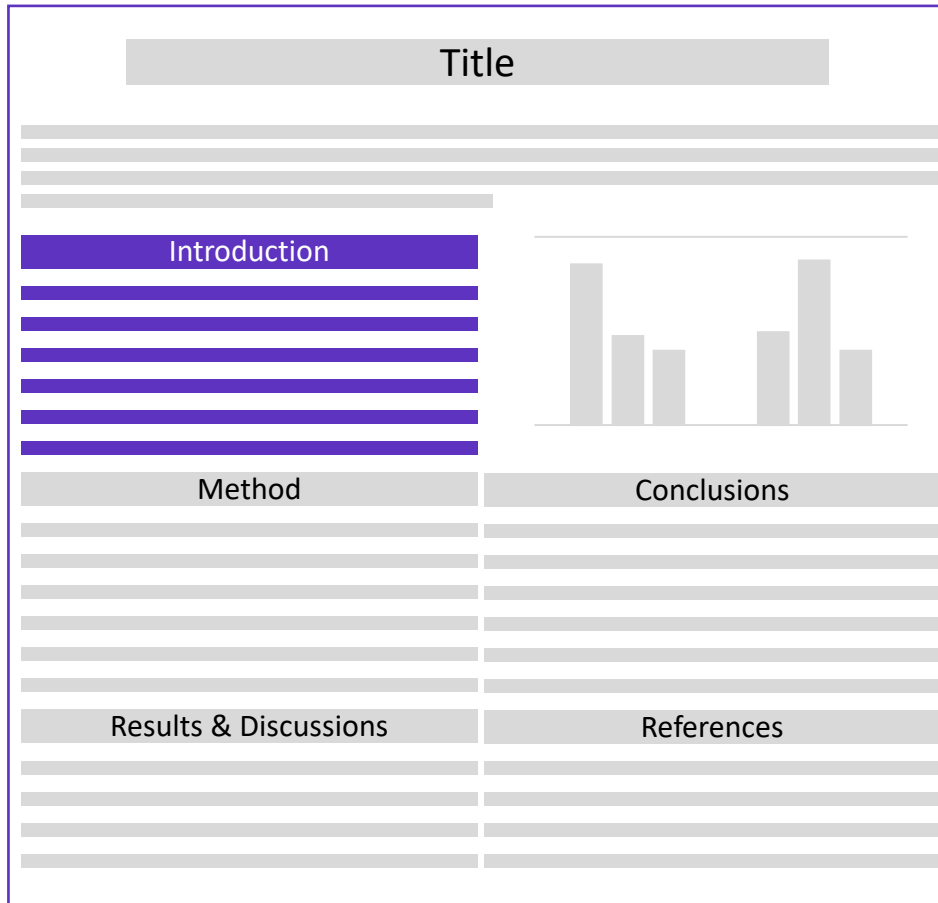 Title
Introduction
Method
Results & Discussions
Conclusions
References